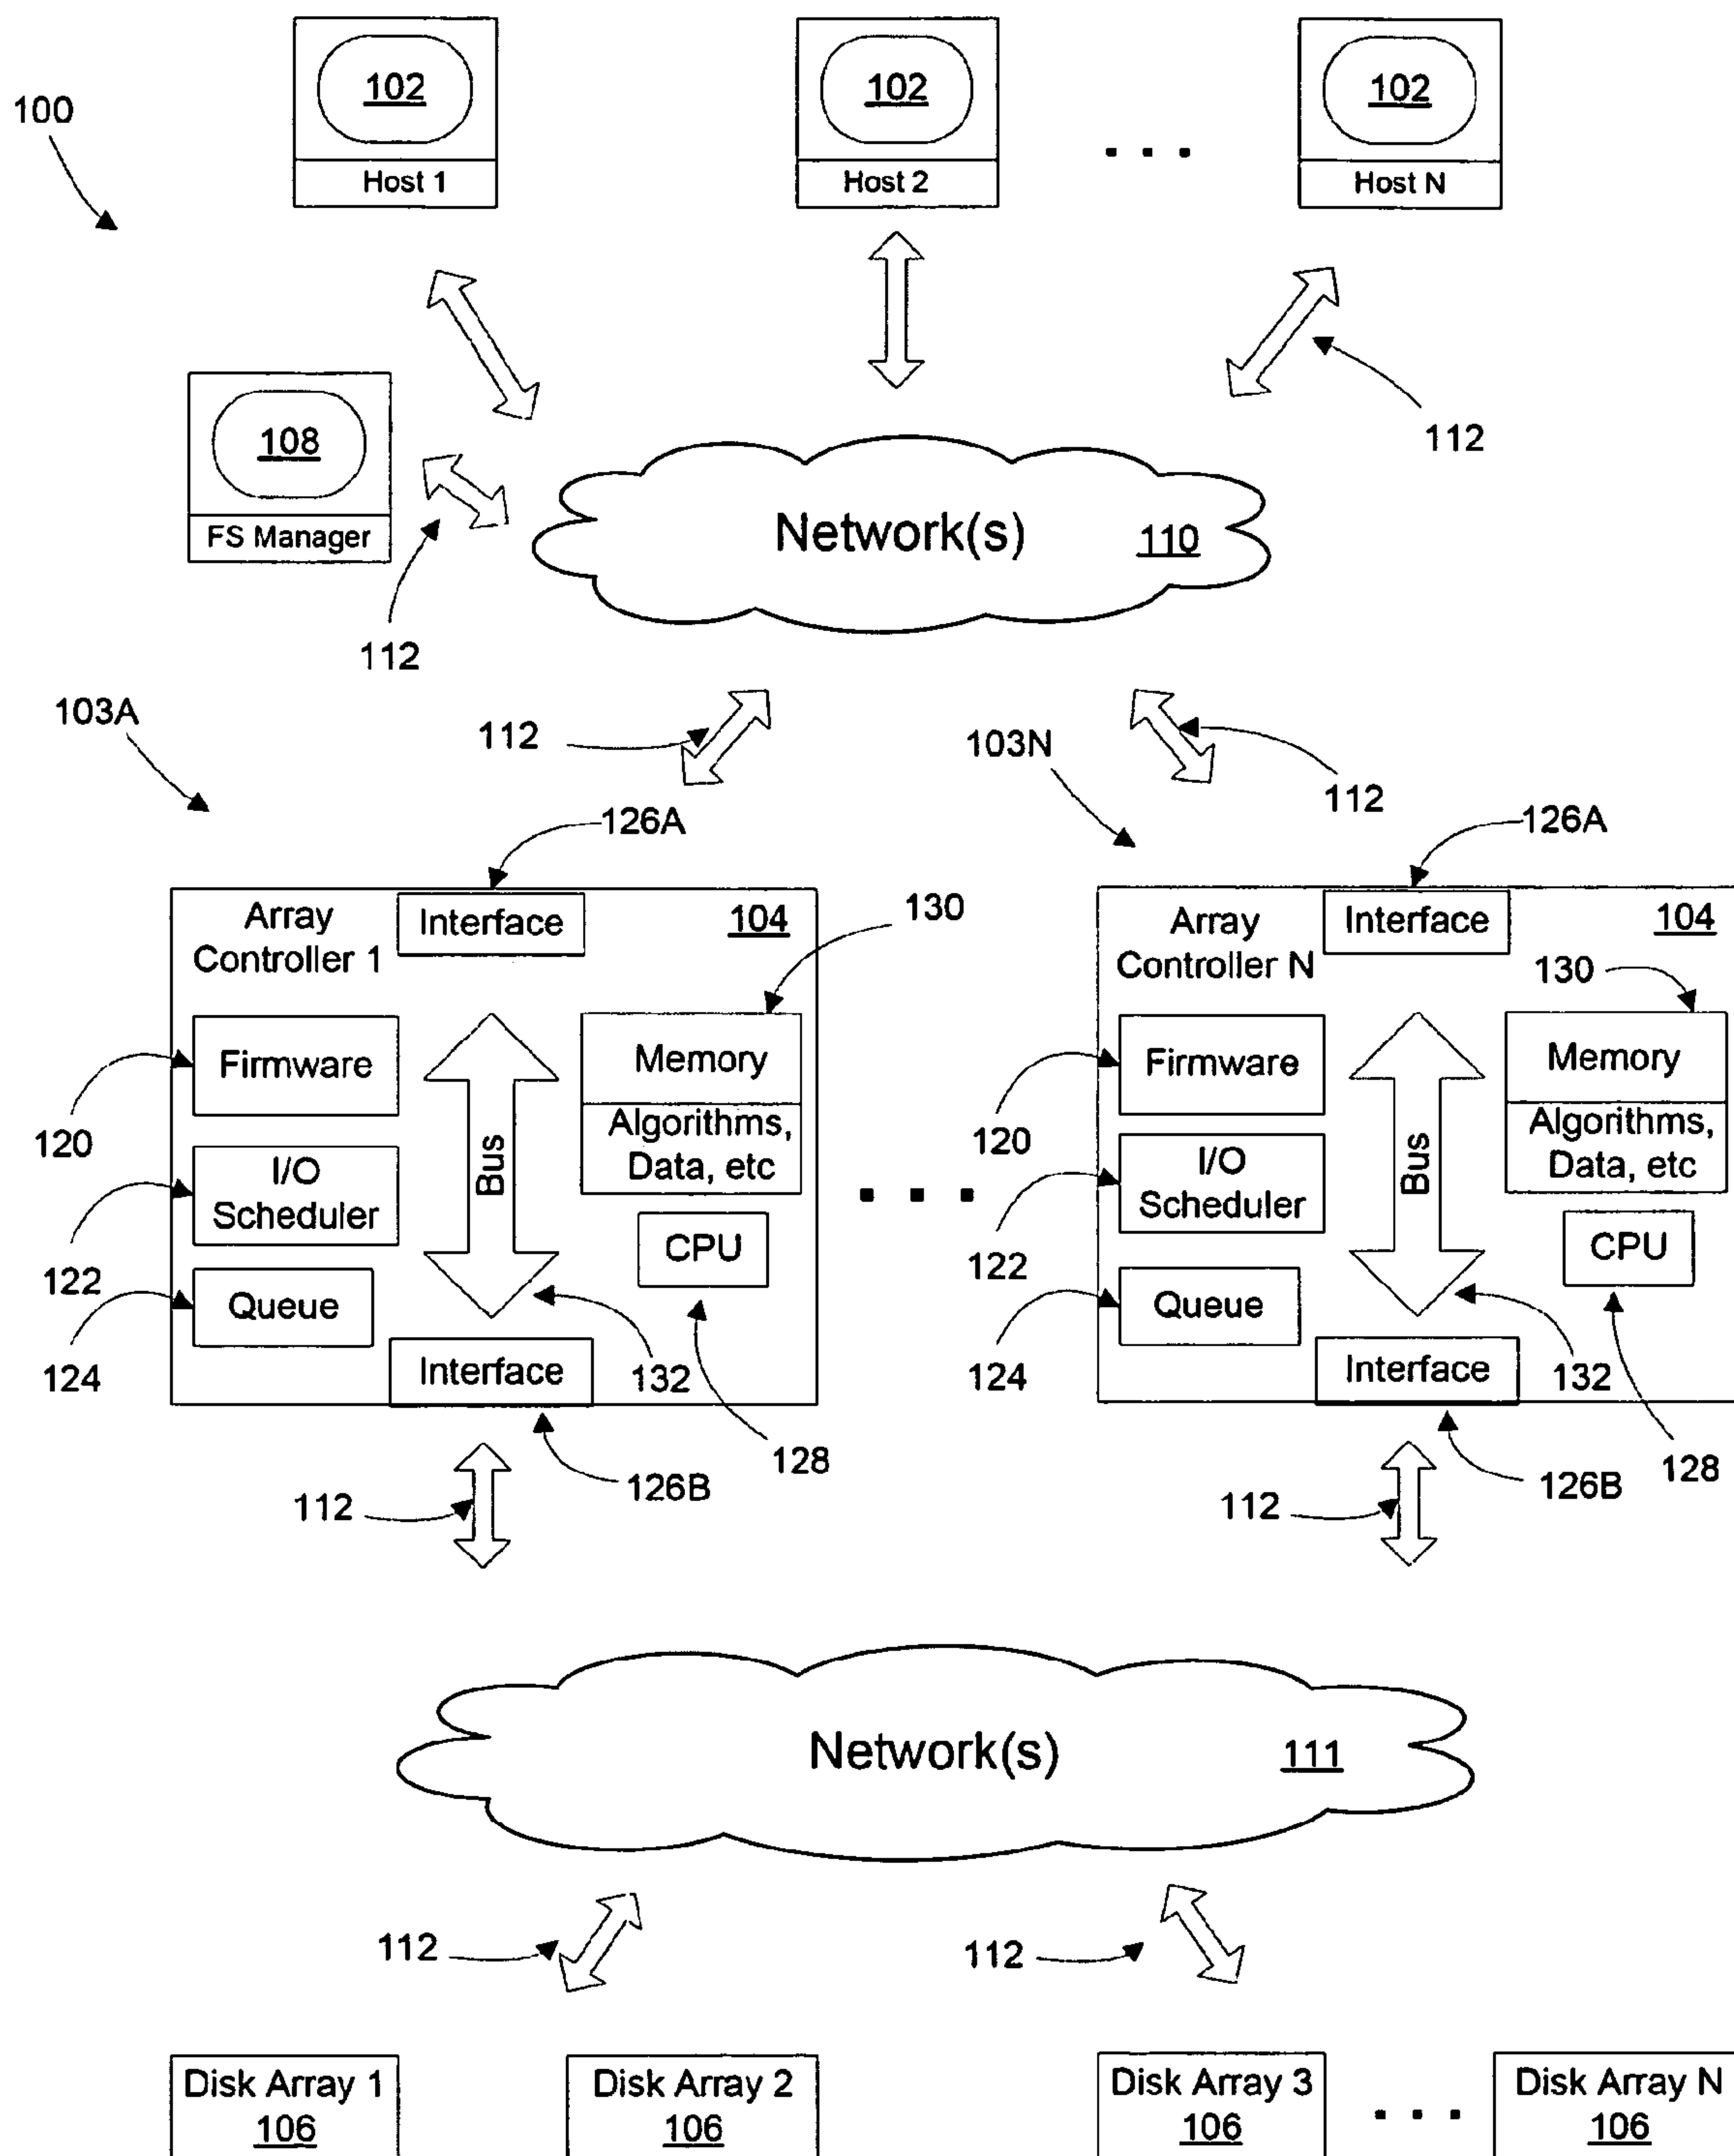 102
102
102
100
Host 1
Host 2
. . .
Host N
108
FS Manager
112
112
Network(s)
110
103A
112
103N
112
126A
126A
Array
Controller 1
Interface
104
130
Array
Controller N
Interface
104
130
Firmware
Memory
Algorithms,
Data, etc
120
Bus
I/O
Scheduler
122
CPU
Queue
124
Interface
132
128
126B
112
. . .
Firmware
Memory
Algorithms,
Data, etc
120
Bus
I/O
Scheduler
122
CPU
Queue
124
Interface
132
128
126B
112
Network(s)
111
112
112
Disk Array 1
106
Disk Array 2
106
Disk Array 3
106
. . .
Disk Array N
106